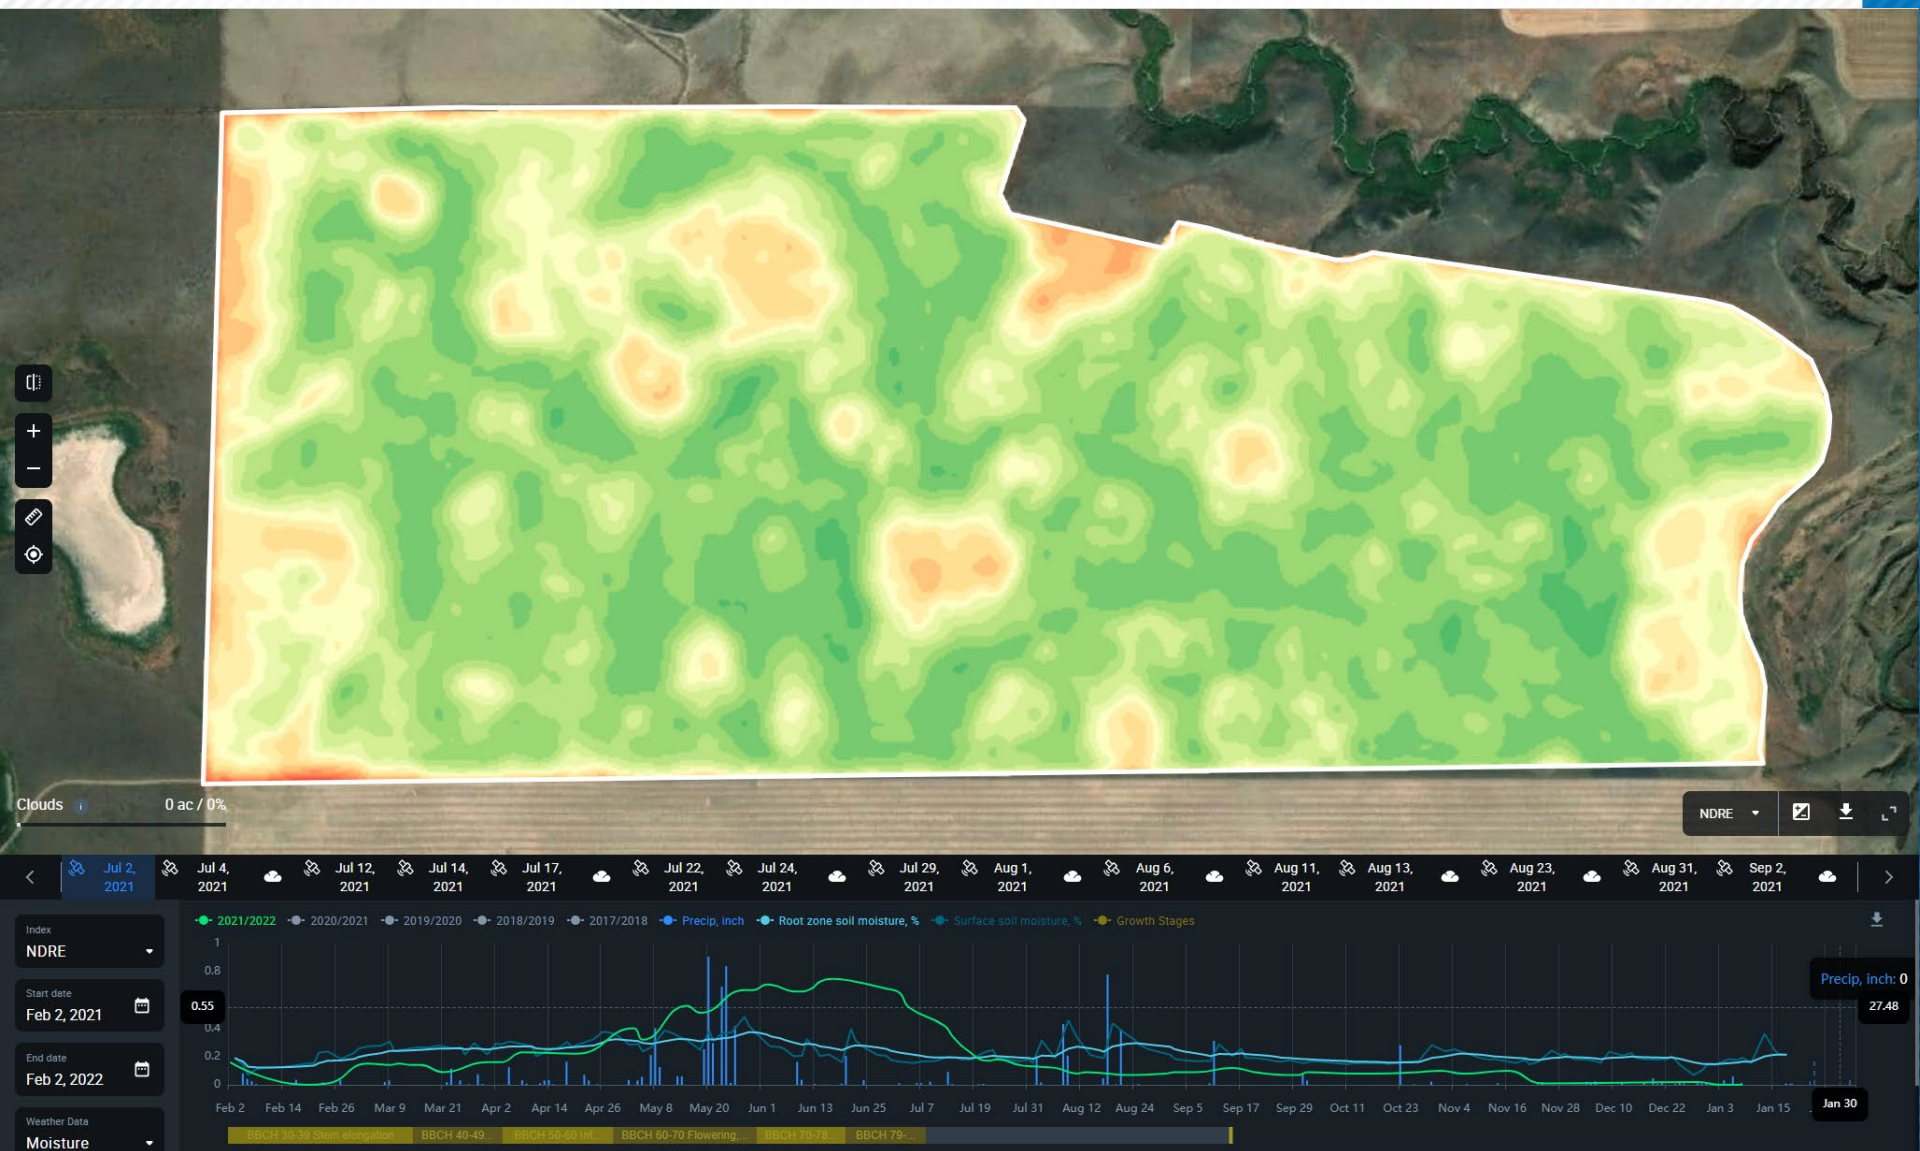 Clouds i 0 ac / 0%
NDRE
Jul 2, 2021
Jul 4, 2021
Jul 12, 2021
Jul 14, 2021
Jul 17, 2021
Jul 22, 2021
Jul 24, 2021
Jul 29, 2021
Aug 1, 2021
Aug 6, 2021
Aug 11, 2021
Aug 13, 2021
Aug 23, 2021
Aug 31, 2021
Sep 2, 2021
Index
NDRE
Start date
Feb 2, 2021
End date
Feb 2, 2022
Weather Data
Moisture
2021/2022 2020/2021 2019/2020 2018/2019 2017/2018 Precip, inch Root zone soil moisture, % Surface soil moisture, % Growth Stages
1
0.8
0.55
0.4
0.2
0
Precip, inch: 0
27.48
Feb 2 Feb 14 Feb 26 Mar 9 Mar 21 Apr 2 Apr 14 Apr 26 May 8 May 20 Jun 1 Jun 13 Jun 25 Jul 7 Jul 19 Jul 31 Aug 12 Aug 24 Sep 5 Sep 17 Sep 29 Oct 11 Oct 23 Nov 4 Nov 16 Nov 28 Dec 10 Dec 22 Jan 3 Jan 15 Jan 30
BBCH 30-39 Stem elongation BBCH 40-49... BBCH 50-60 Inf... BBCH 60-70 Flowering,... BBCH 70-78... BBCH 79-...